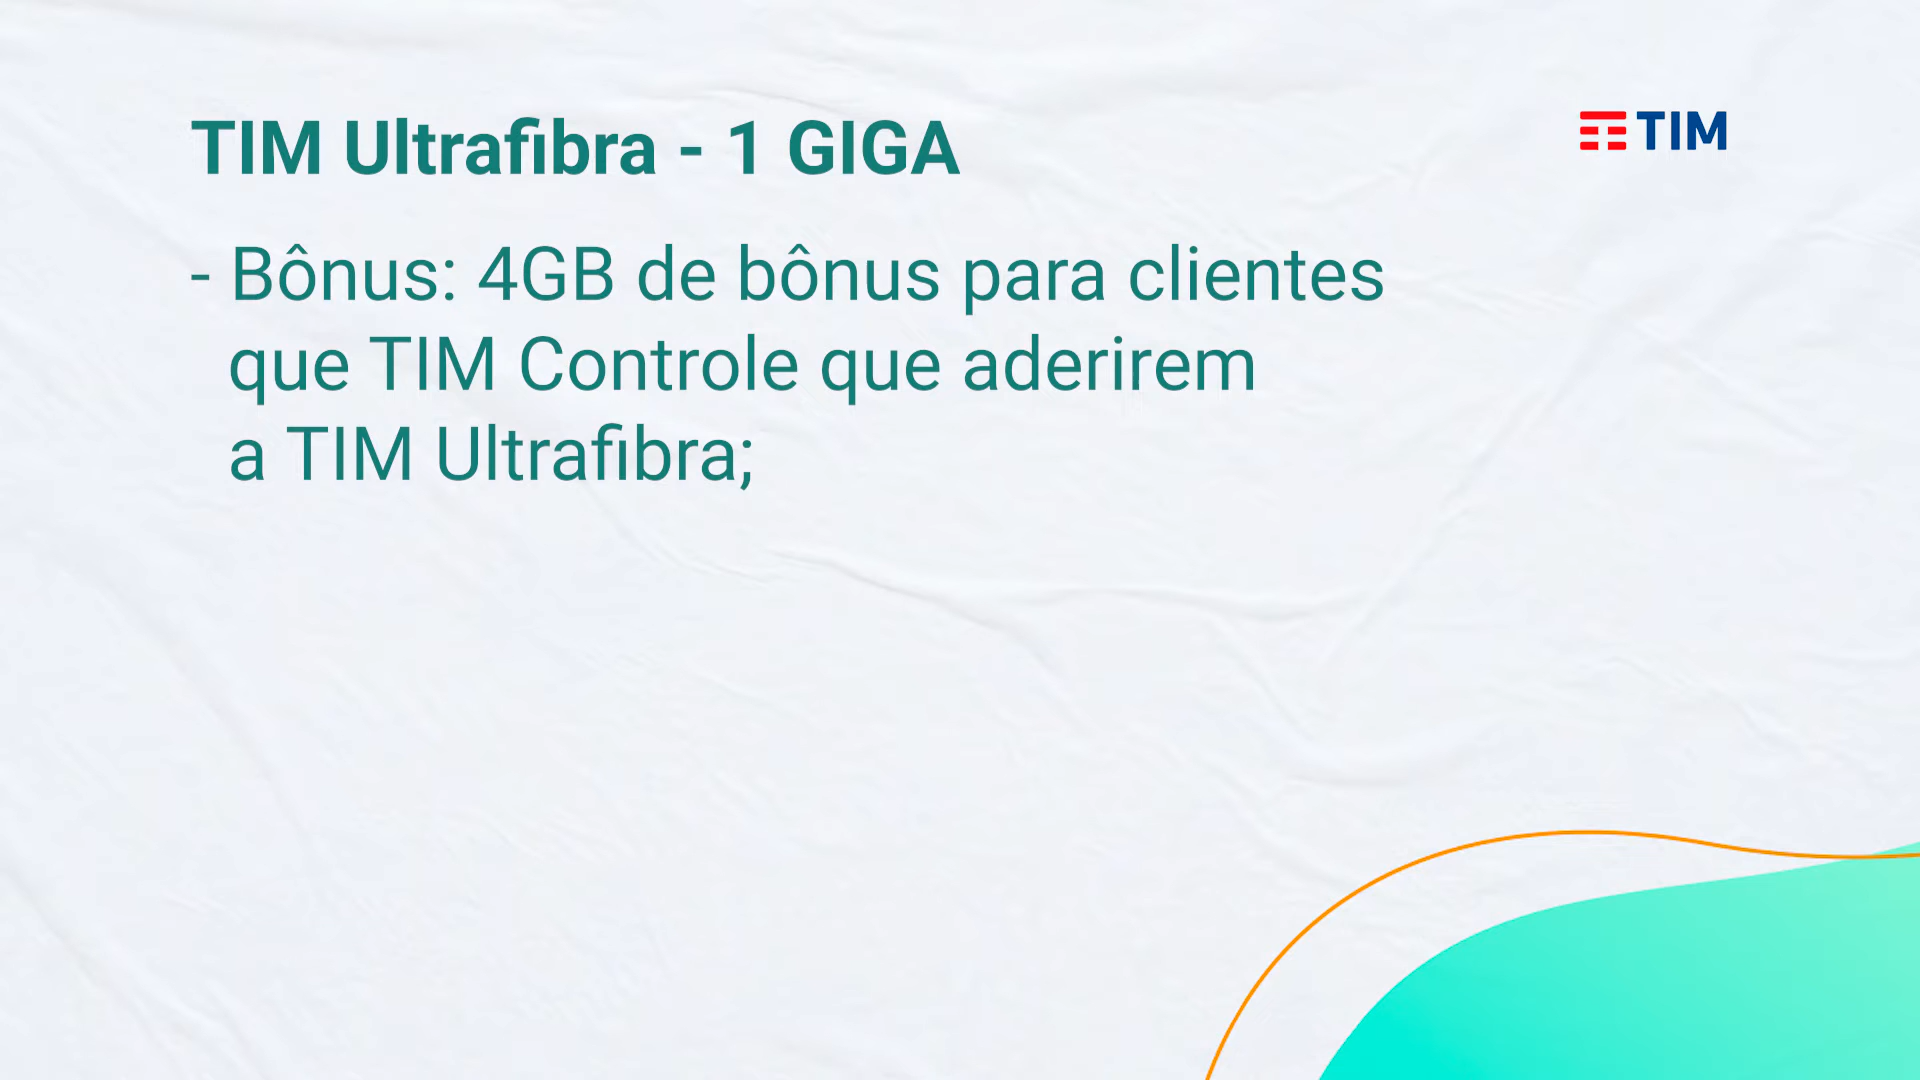 TIM Ultrafibra - 1 GIGA
TIM
- Bônus: 4GB de bônus para clientes
que TIM Controle que aderirem
a TIM Ultrafibra;